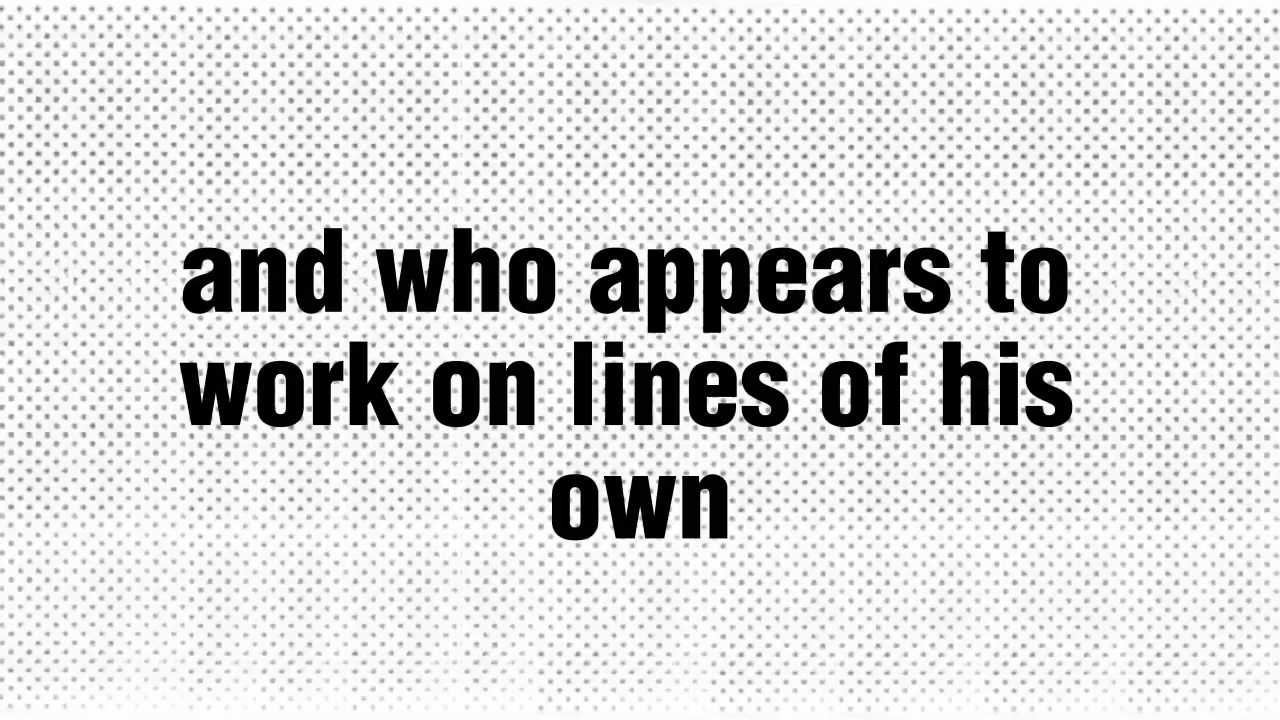 and who appears to
work on lines of his
own